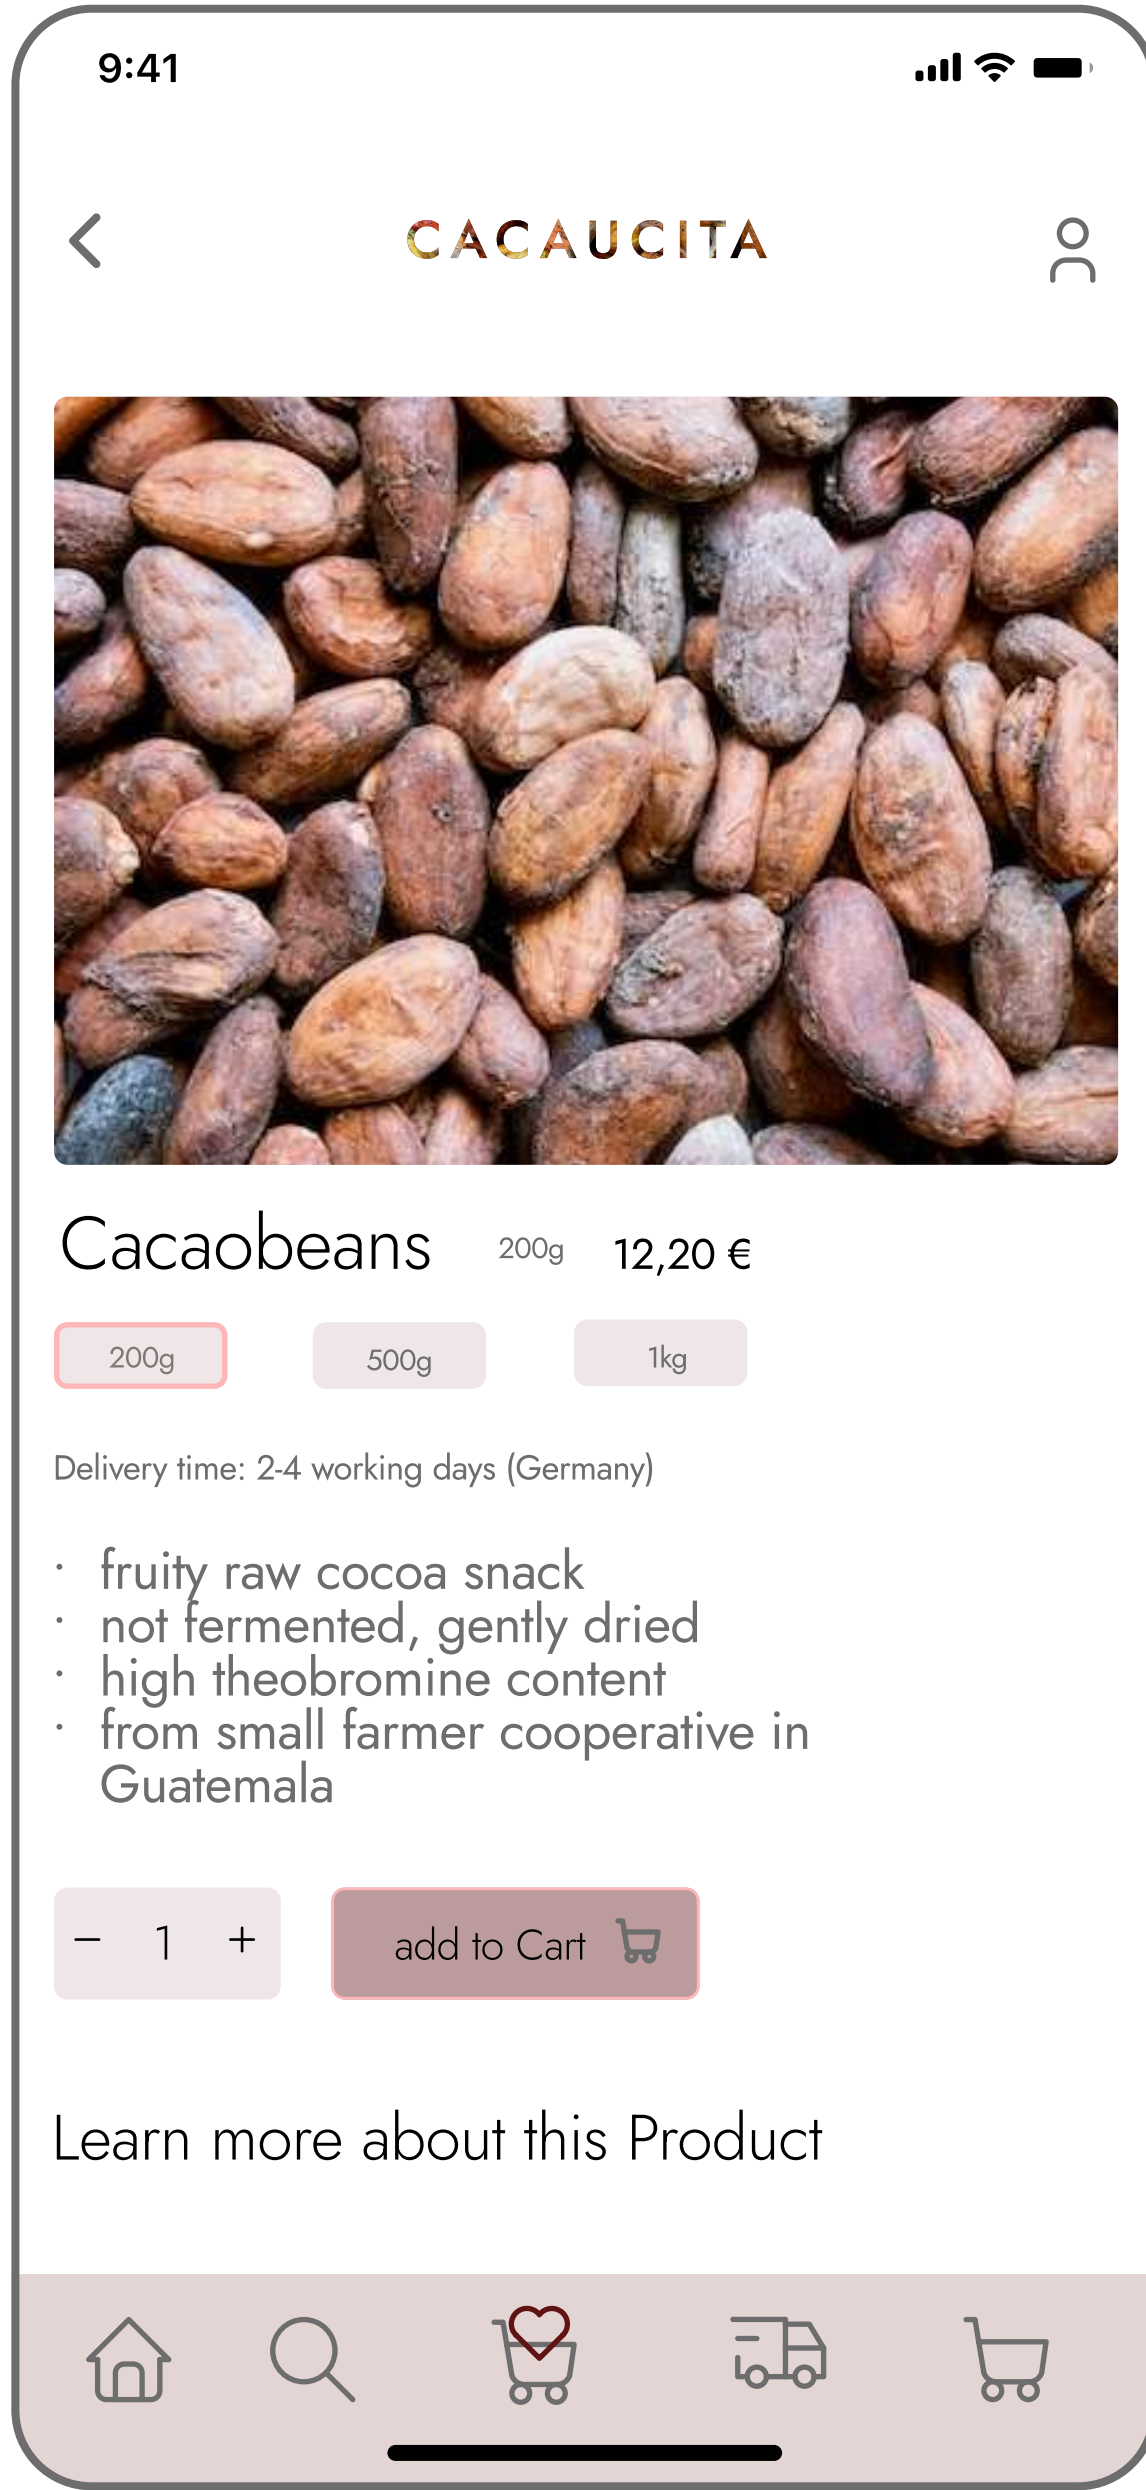 9:41
CACAUCITA
Cacaobeans 200g 12,20 €
200g 500g 1kg
Delivery time: 2-4 working days (Germany)
· fruity raw cocoa snack
· not fermented, gently dried
· high theobromine content
· from small farmer cooperative in
Guatemala
− 1 + add to Cart
Learn more about this Product